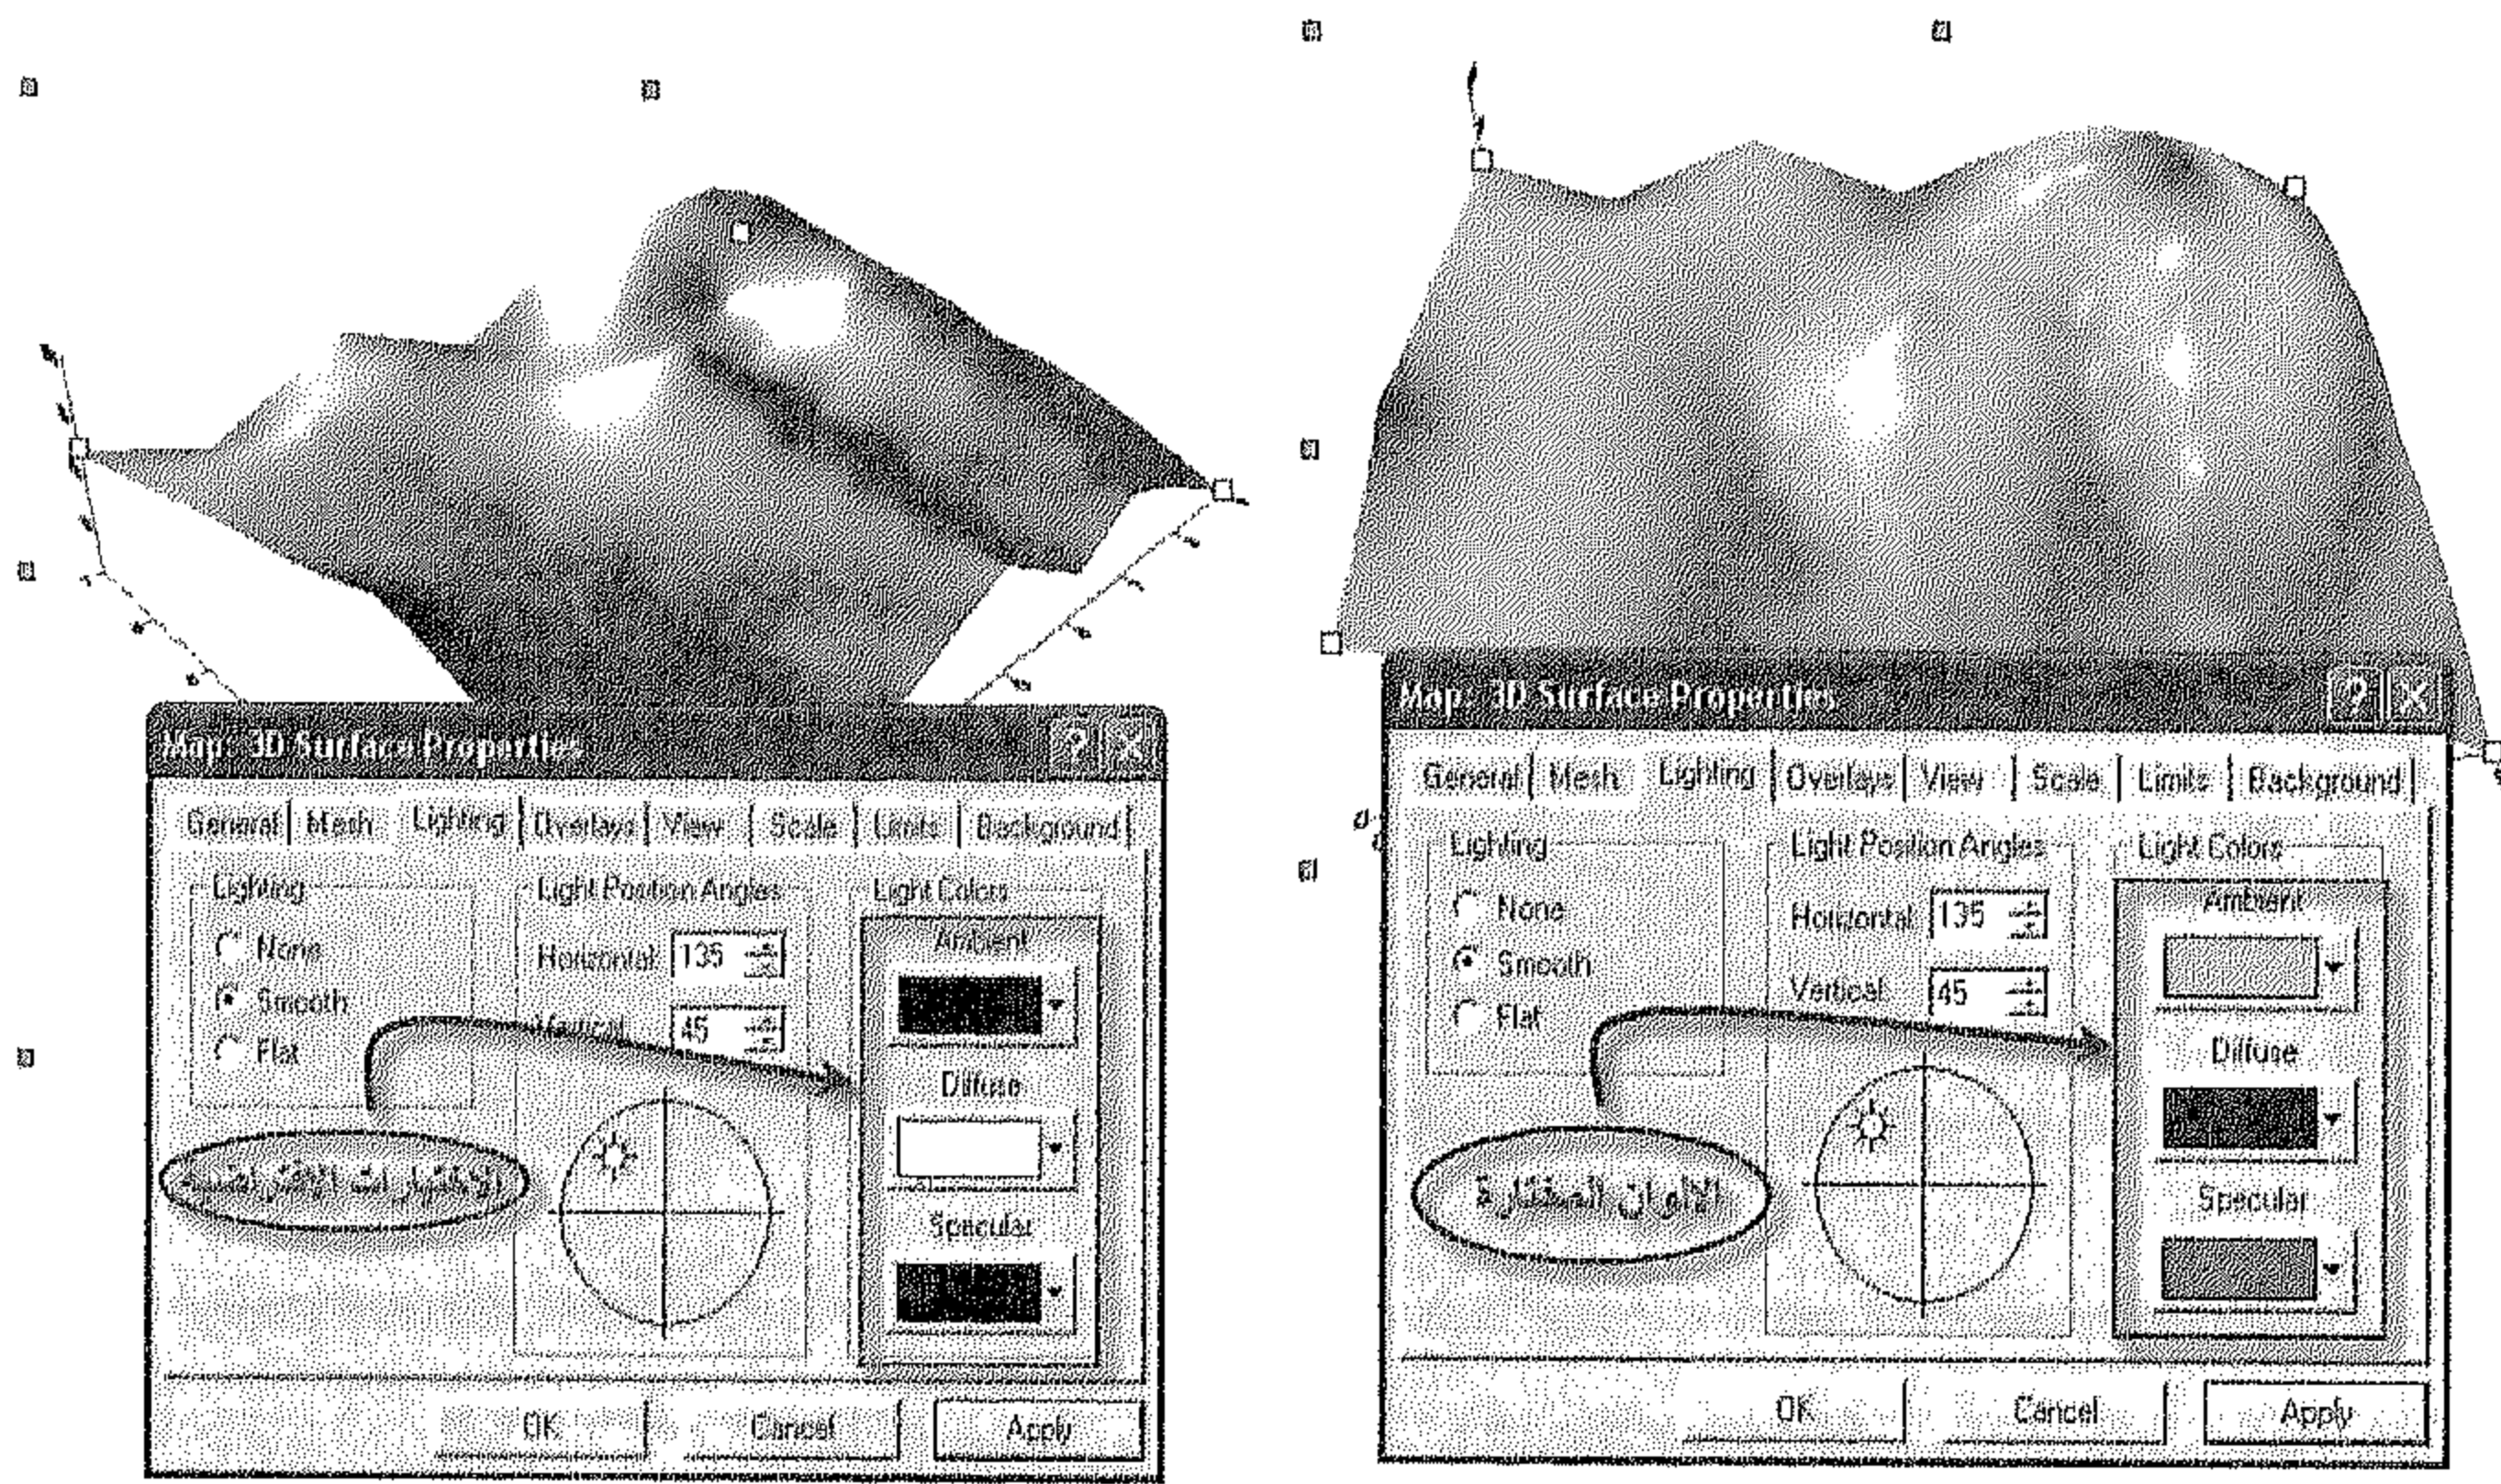 Map: 3D Surface Properties
General Mesh Lighting Overlays View Scale Limits Background
Lighting
None
Smooth
Flat
Light Position Angles
Horizontal: 135
Vertical: 45
Light Colors
Ambient
Diffuse
Specular
الاختيارات الافتراضية
OK Cancel Apply
Map: 3D Surface Properties
General Mesh Lighting Overlays View Scale Limits Background
Lighting
None
Smooth
Flat
Light Position Angles
Horizontal: 135
Vertical: 45
Light Colors
Ambient
Diffuse
Specular
الألوان المختارة
OK Cancel Apply